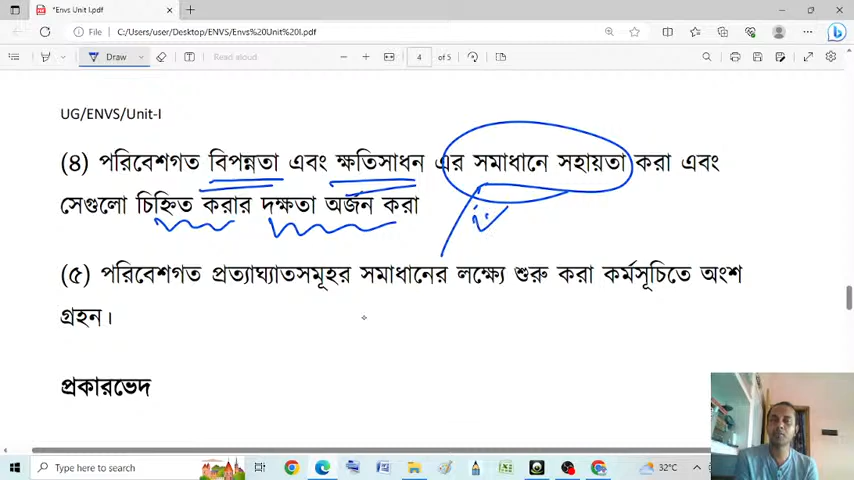 Envs Unit I.pdf
File
C:/Users/user/Desktop/ENVS/Envs%20Unit%20I.pdf
Draw
Read aloud
4
of 5
UG/ENVS/Unit-I
(৪) পরিবেশগত বিপন্নতা এবং ক্ষতিসাধন এর সমাধানে সহায়তা করা এবং
সেগুলো চিহ্নিত করার দক্ষতা অর্জন করা
(৫) পরিবেশগত প্রত্যাঘ্যাতসমূহর সমাধানের লক্ষ্যে শুরু করা কর্মসূচিতে অংশ
গ্রহন।
প্রকারভেদ
Type here to search
32°C